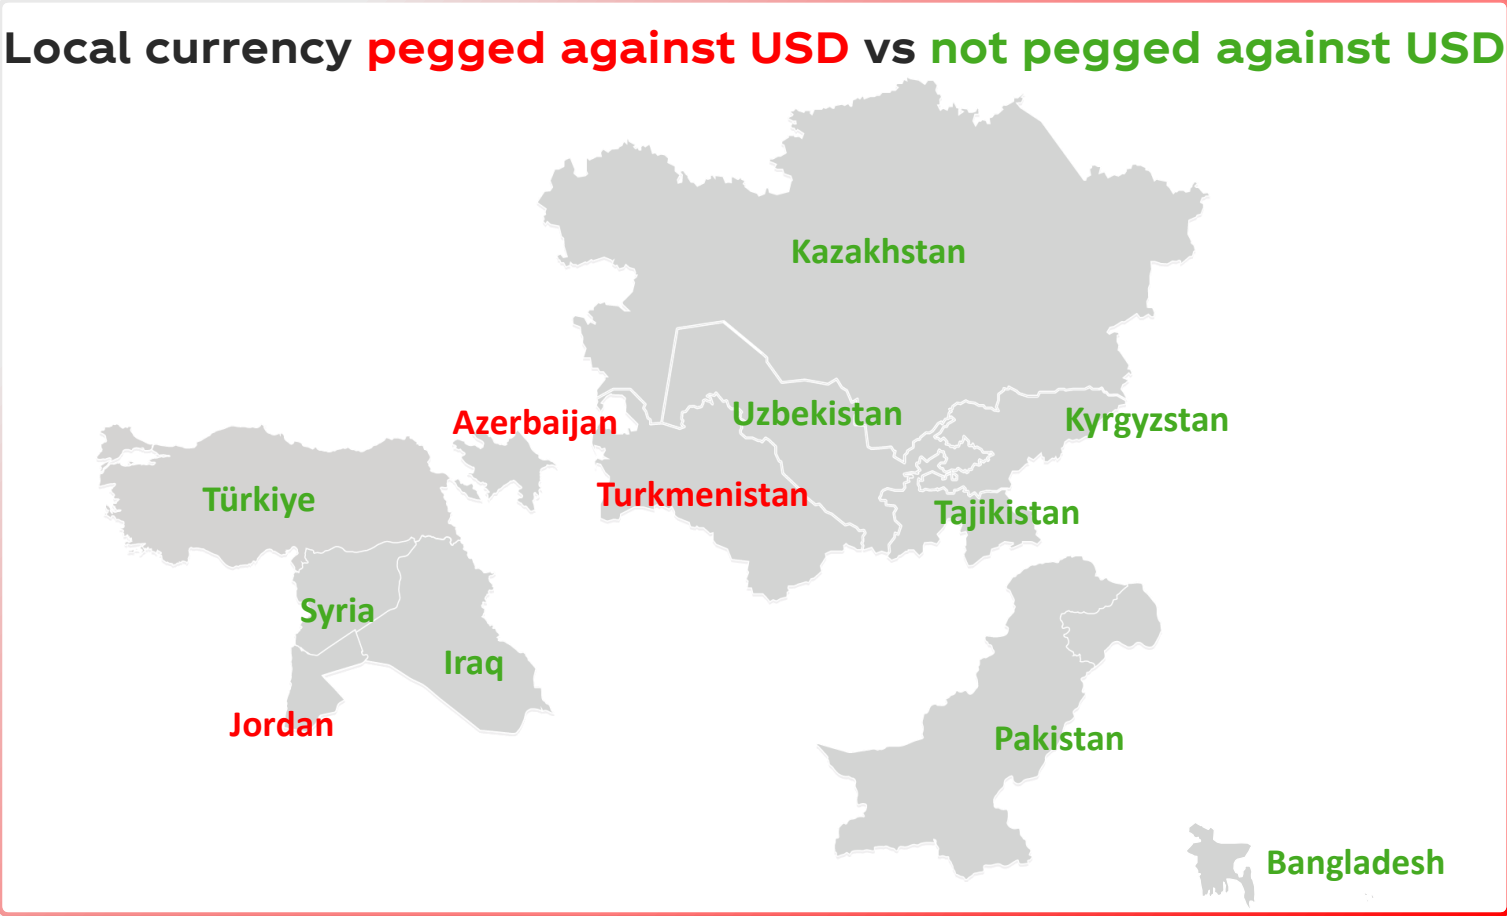 Local currency pegged against USD vs not pegged against USD
Kazakhstan
Azerbaijan
Uzbekistan
Kyrgyzstan
Türkiye
Turkmenistan
Tajikistan
Syria
Iraq
Jordan
Pakistan
Bangladesh